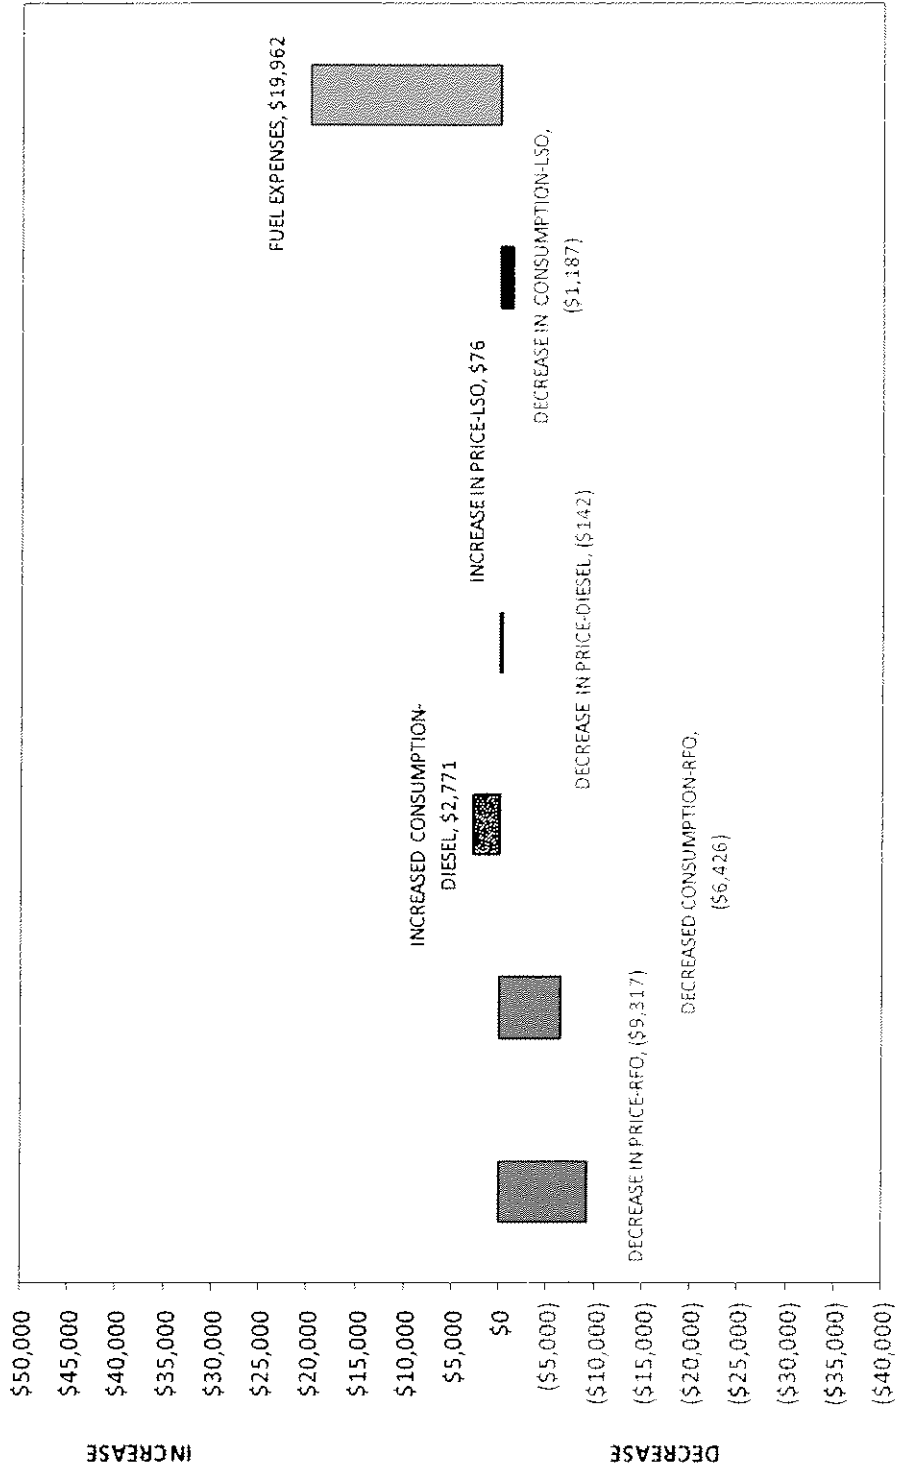 INCREASE
DECREASE
$50,000
$45,000
$40,000
$35,000
$30,000
$25,000
$20,000
$15,000
$10,000
$5,000
$0
($5,000)
($10,000)
($15,000)
($20,000)
($25,000)
($30,000)
($35,000)
($40,000)
DECREASE IN PRICE-RFO, ($9,317)
DECREASED CONSUMPTION-RFO,
($6,426)
INCREASED CONSUMPTION-
DIESEL, $2,771
DECREASE IN PRICE-DIESEL, ($142)
INCREASE IN PRICE-LSO, $76
DECREASE IN CONSUMPTION-LSO,
($1,187)
FUEL EXPENSES, $19,962